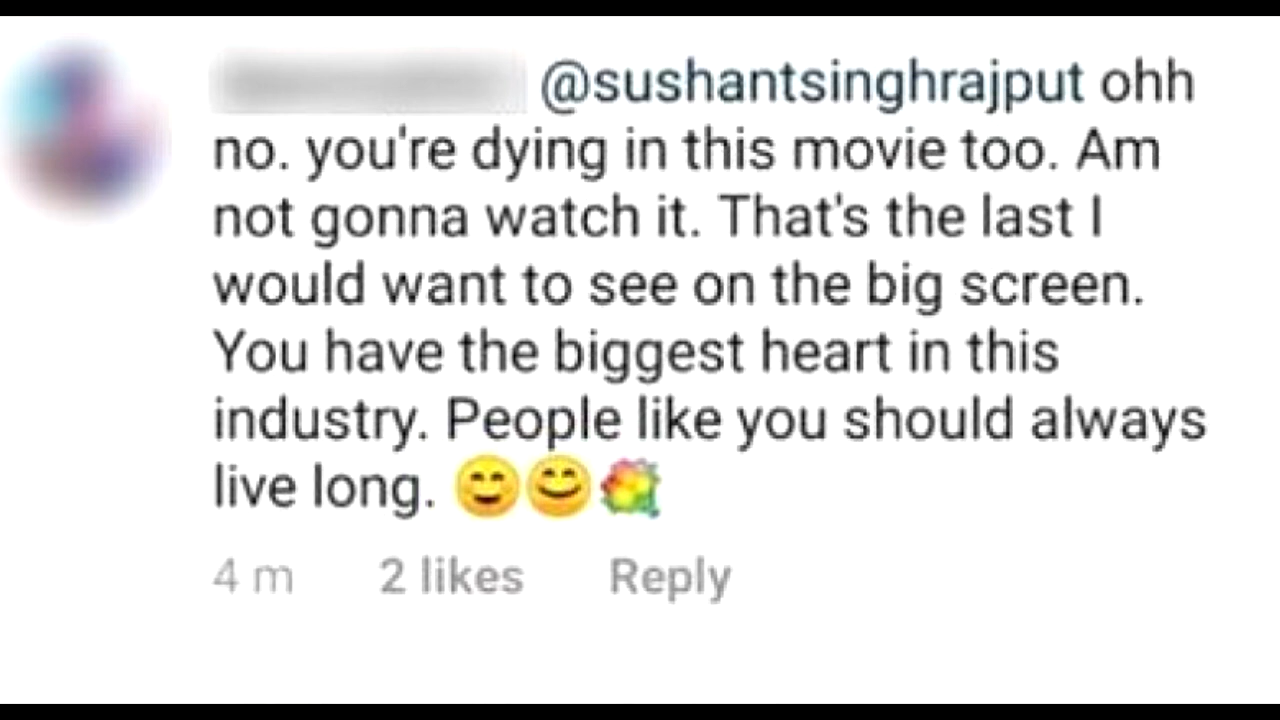 @sushantsinghrajput ohh
no. you're dying in this movie too. Am
not gonna watch it. That's the last I
would want to see on the big screen.
You have the biggest heart in this
industry. People like you should always
live long. 😊😊💐
4 m 2 likes Reply